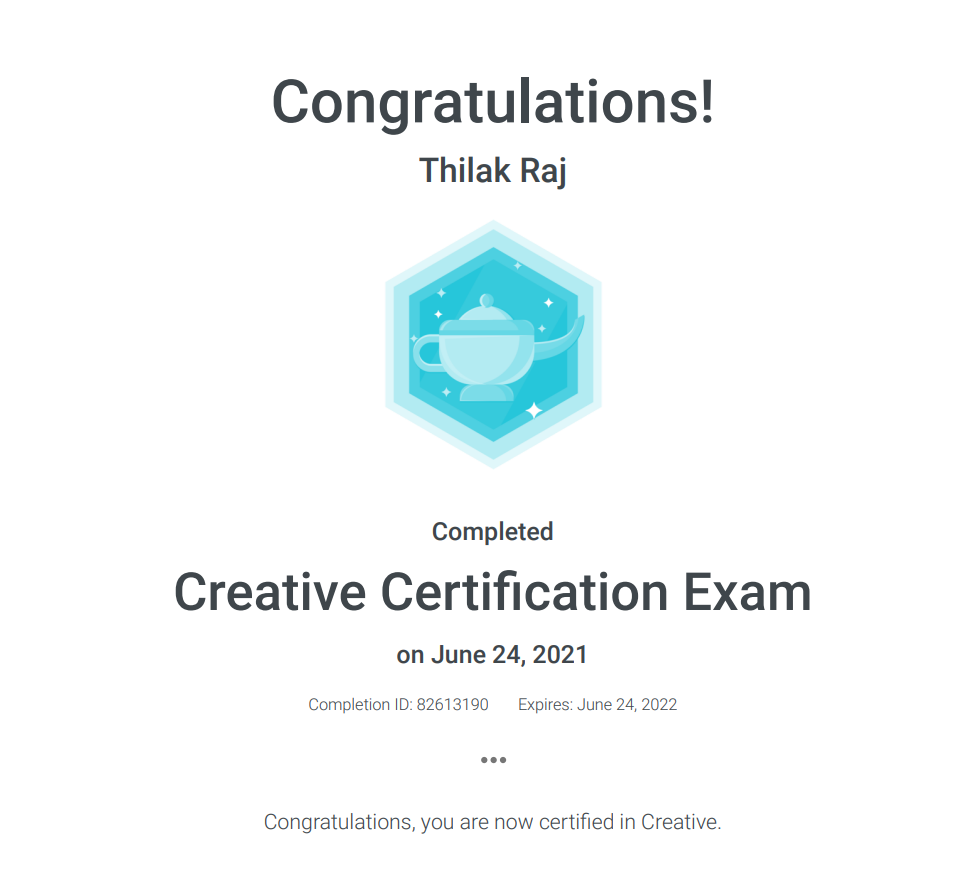 Congratulations!
Thilak Raj
Completed
Creative Certification Exam
on June 24, 2021
Completion ID: 82613190 Expires: June 24, 2022
Congratulations, you are now certified in Creative.